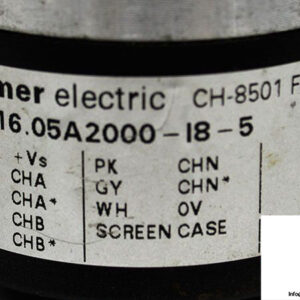 mer electric CH-8501 F
16.05A2000-I8-5
+Vs PK CHN
CHA GY CHN*
CHA* WH 0V
CHB SCREEN CASE
CHB*